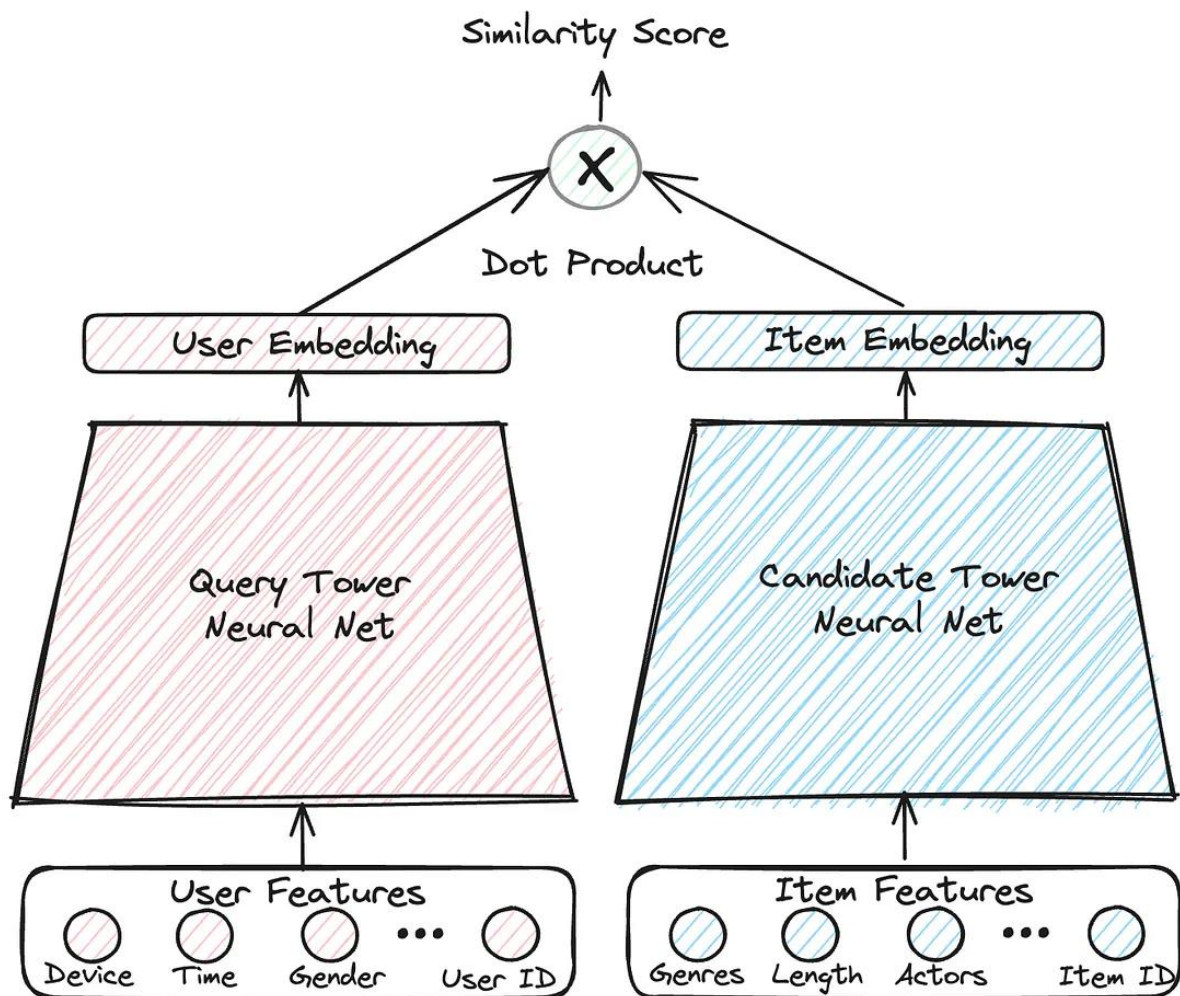 Similarity Score
X
Dot Product
User Embedding
Item Embedding
Query Tower
Neural Net
Candidate Tower
Neural Net
User Features
Device Time Gender ••• User ID
Item Features
Genres Length Actors ••• Item ID